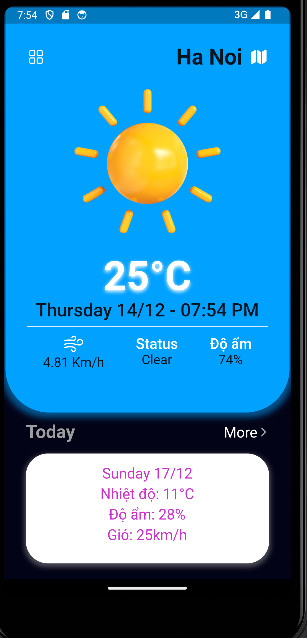 7:54 3G
Ha Noi
25°C
Thursday 14/12 - 07:54 PM
Status Độ ẩm
4.81 Km/h Clear 74%
Today More >
Sunday 17/12
Nhiệt độ: 11°C
Độ ẩm: 28%
Gió: 25km/h